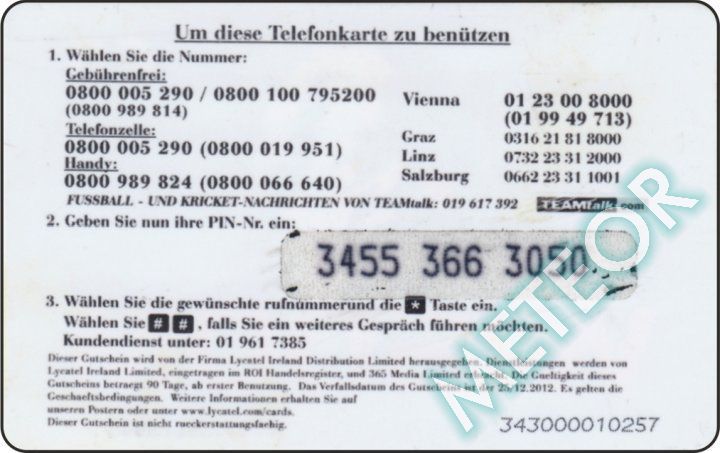 Um diese Telefonkarte zu benützen
1. Wählen Sie die Nummer:
Gebührenfrei:
0800 005 290 / 0800 100 795200
(0800 989 814)
Telefonzelle:
0800 005 290 (0800 019 951)
Handy:
0800 989 824 (0800 066 640)
Vienna 01 23 00 8000
(01 99 49 713)
Graz 0316 21 81 8000
Linz 0732 23 31 2000
Salzburg 0662 23 31 1001
FUSSBALL - UND KRICKET-NACHRICHTEN VON TEAMtalk: 019 617 392 TEAMtalk.com
2. Geben Sie nun ihre PIN-Nr. ein:
3455 366 3050
3. Wählen Sie die gewünschte rufnummerund die * Taste ein.
Wählen Sie # # , falls Sie ein weiteres Gespräch führen möchten.
Kundendienst unter: 01 961 7385
Dieser Gutschein wird von der Firma Lycatel Ireland Distribution Limited herausgegeben. Dienstleistungen werden von
Lycatel Ireland Limited, eingetragen im ROI Handelsregister, und 365 Media Limited erbracht. Die Gueltigkeit dieses
Gutscheins betraegt 90 Tage, ab erster Benutzung. Das Verfallsdatum des Gutscheins ist der 25.12.2012. Es gelten die
Geschaeftsbedingungen. Weitere Informationen erhalten Sie auf
unseren Postern oder unter www.lycatel.com/cards.
Dieser Gutschein ist nicht rueckerstattungsfaehig.
343000010257
METEOR